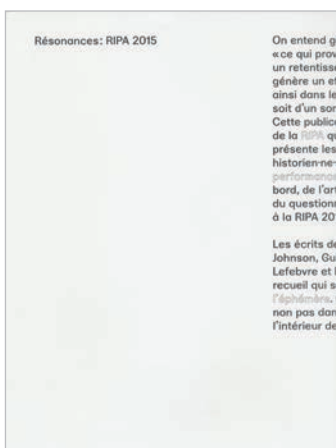 Résonances: RIPA 2015
On entend g
«ce qui prov
un retentisse
génère un ef
ainsi dans le
soit d'un son
Cette publica
de la RIPA qu
présente les
historien·ne·
performance
bord, de l'art
du questionn
à la RIPA 201
Les écrits de
Johnson, Gu
Lefebvre et l
recueil qui s
l'éphémère.
non pas dan
l'intérieur de